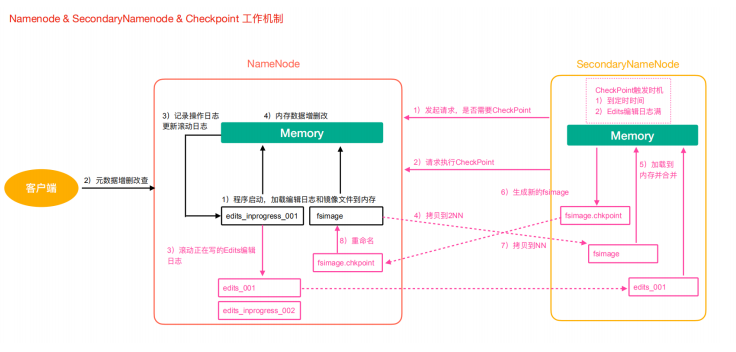 Namenode & SecondaryNamenode & Checkpoint 工作机制
NameNode
SecondaryNameNode
CheckPoint触发时机
1）到定时时间
2）Edits编辑日志满
3）记录操作日志
更新滚动日志
4）内存数据增删改
1）发起请求，是否需要CheckPoint
Memory
Memory
2）请求执行CheckPoint
5）加载到
内存并合并
客户端
2）元数据增删改查
1）程序启动，加载编辑日志和镜像文件到内存
6）生成新的fsimage
edits_inprogress_001
fsimage
4）拷贝到2NN
fsimage.chkpoint
3）滚动正在写的Edits编辑
日志
8）重命名
7）拷贝到NN
fsimage
fsimage.chkpoint
edits_001
edits_001
edits_inprogress_002